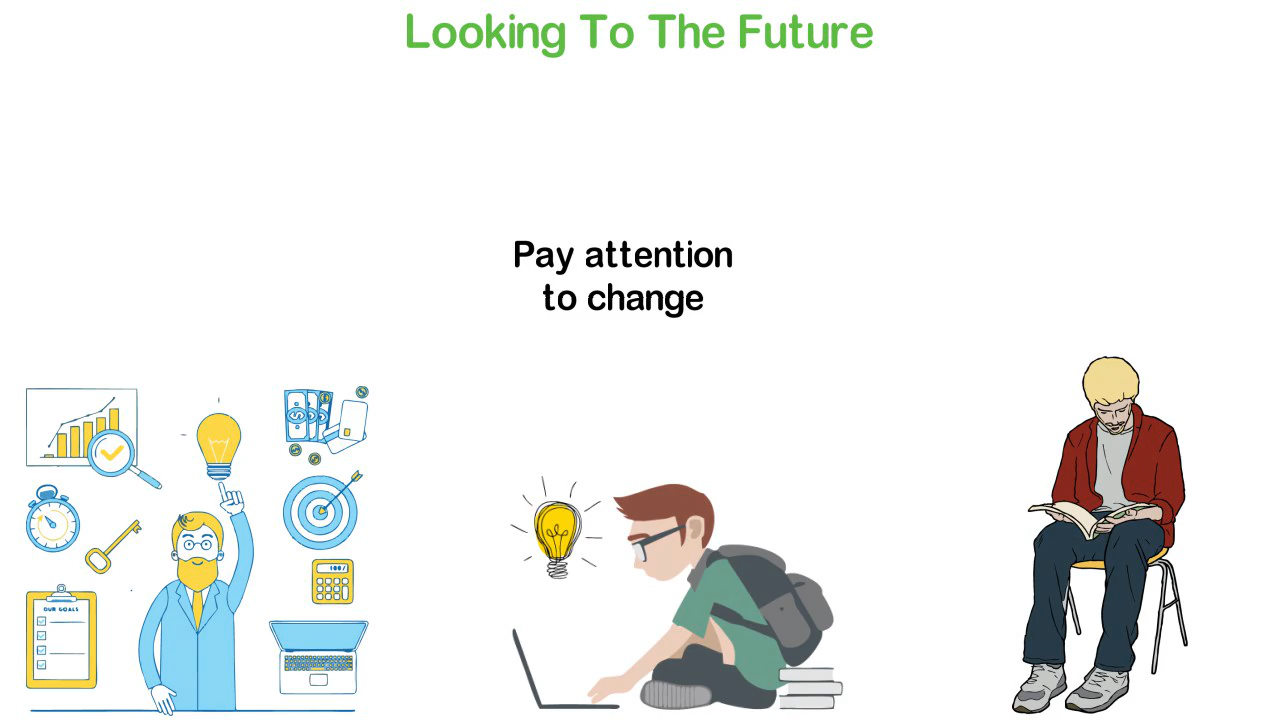 Looking To The Future
Pay attention
to change
OUR GOALS